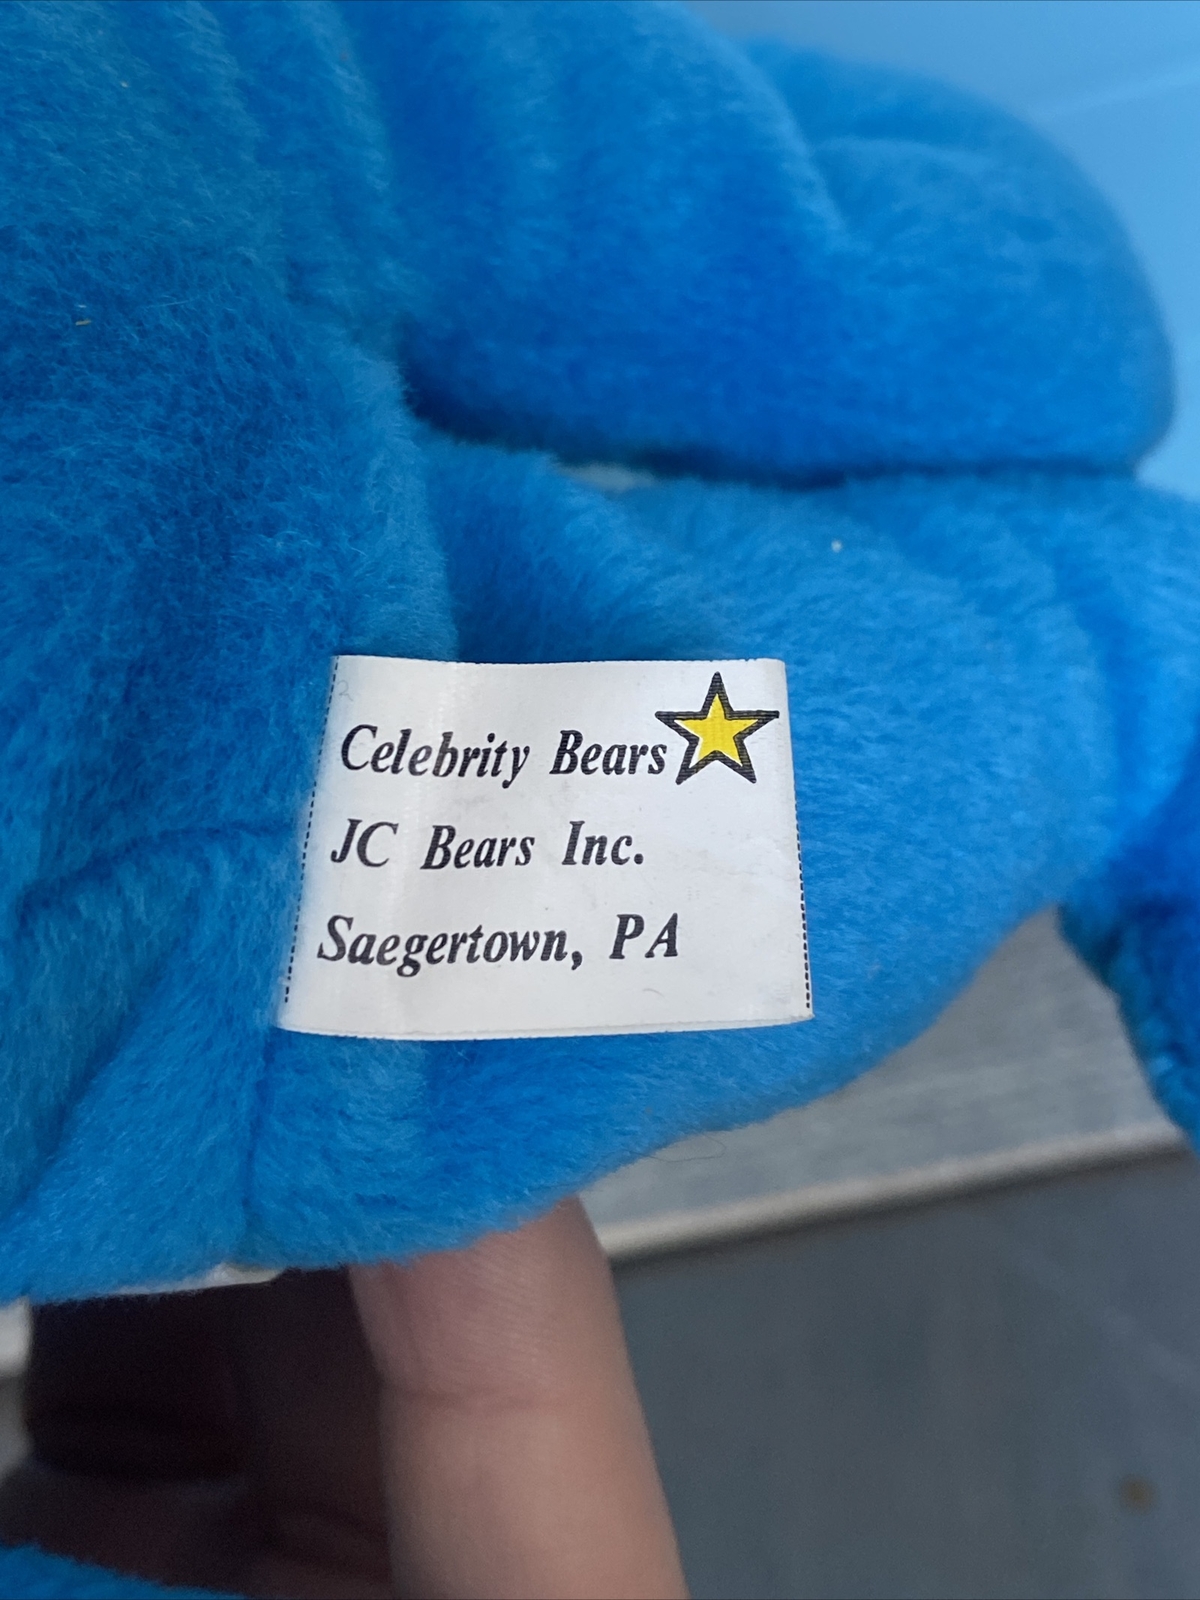 Celebrity Bears
JC Bears Inc.
Saegertown, PA